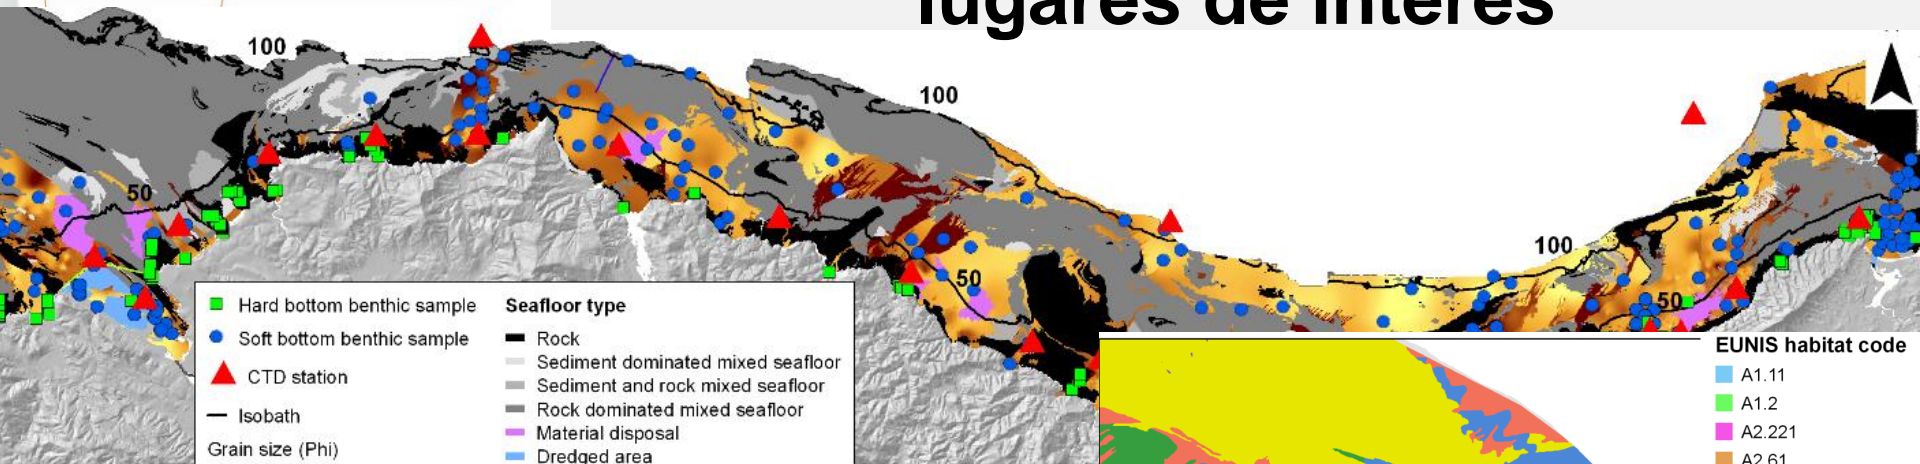 lugares de interés
100
100
50
50
100
50
Hard bottom benthic sample
Soft bottom benthic sample
CTD station
Isobath
Grain size (Phi)
Seafloor type
Rock
Sediment dominated mixed seafloor
Sediment and rock mixed seafloor
Rock dominated mixed seafloor
Material disposal
Dredged area
EUNIS habitat code
A1.11
A1.2
A2.221
A2.61